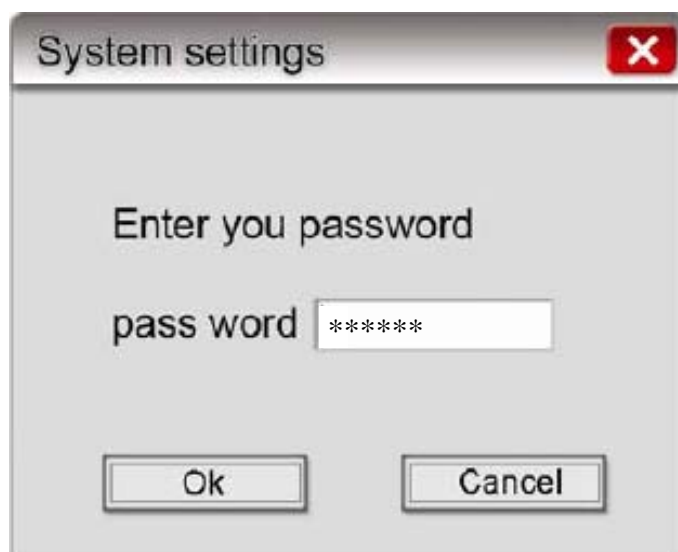 System settings
Enter you password
pass word ******
Ok Cancel